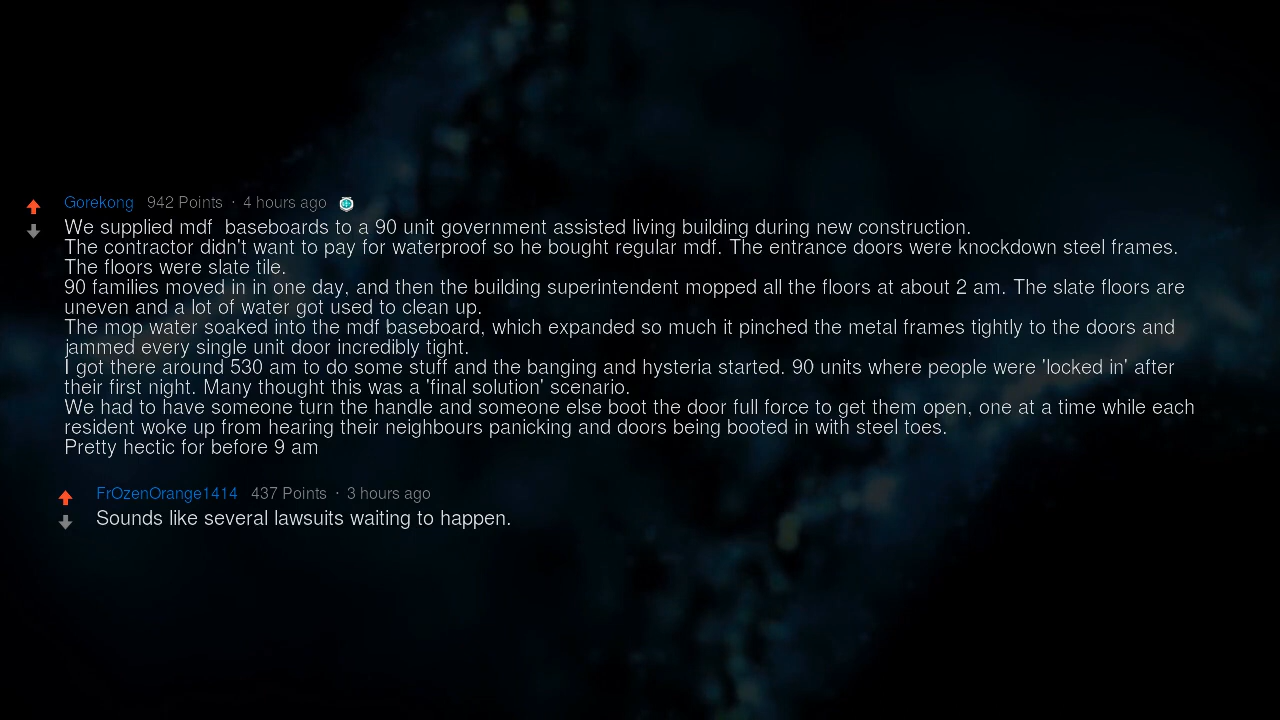 Gorekong 942 Points · 4 hours ago
We supplied mdf  baseboards to a 90 unit government assisted living building during new construction.
The contractor didn't want to pay for waterproof so he bought regular mdf. The entrance doors were knockdown steel frames.
The floors were slate tile.
90 families moved in in one day, and then the building superintendent mopped all the floors at about 2 am. The slate floors are
uneven and a lot of water got used to clean up.
The mop water soaked into the mdf baseboard, which expanded so much it pinched the metal frames tightly to the doors and
jammed every single unit door incredibly tight.
I got there around 530 am to do some stuff and the banging and hysteria started. 90 units where people were 'locked in' after
their first night. Many thought this was a 'final solution' scenario.
We had to have someone turn the handle and someone else boot the door full force to get them open, one at a time while each
resident woke up from hearing their neighbours panicking and doors being booted in with steel toes.
Pretty hectic for before 9 am
FrOzenOrange1414 437 Points · 3 hours ago
Sounds like several lawsuits waiting to happen.